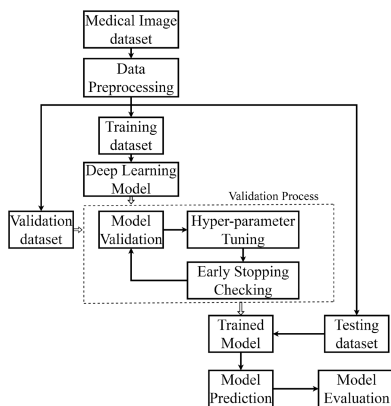 Medical Image
dataset
Data
Preprocessing
Training
dataset
Deep Learning
Model
Validation Process
Validation
dataset
Model
Validation
Hyper-parameter
Tuning
Early Stopping
Checking
Trained
Model
Testing
dataset
Model
Prediction
Model
Evaluation